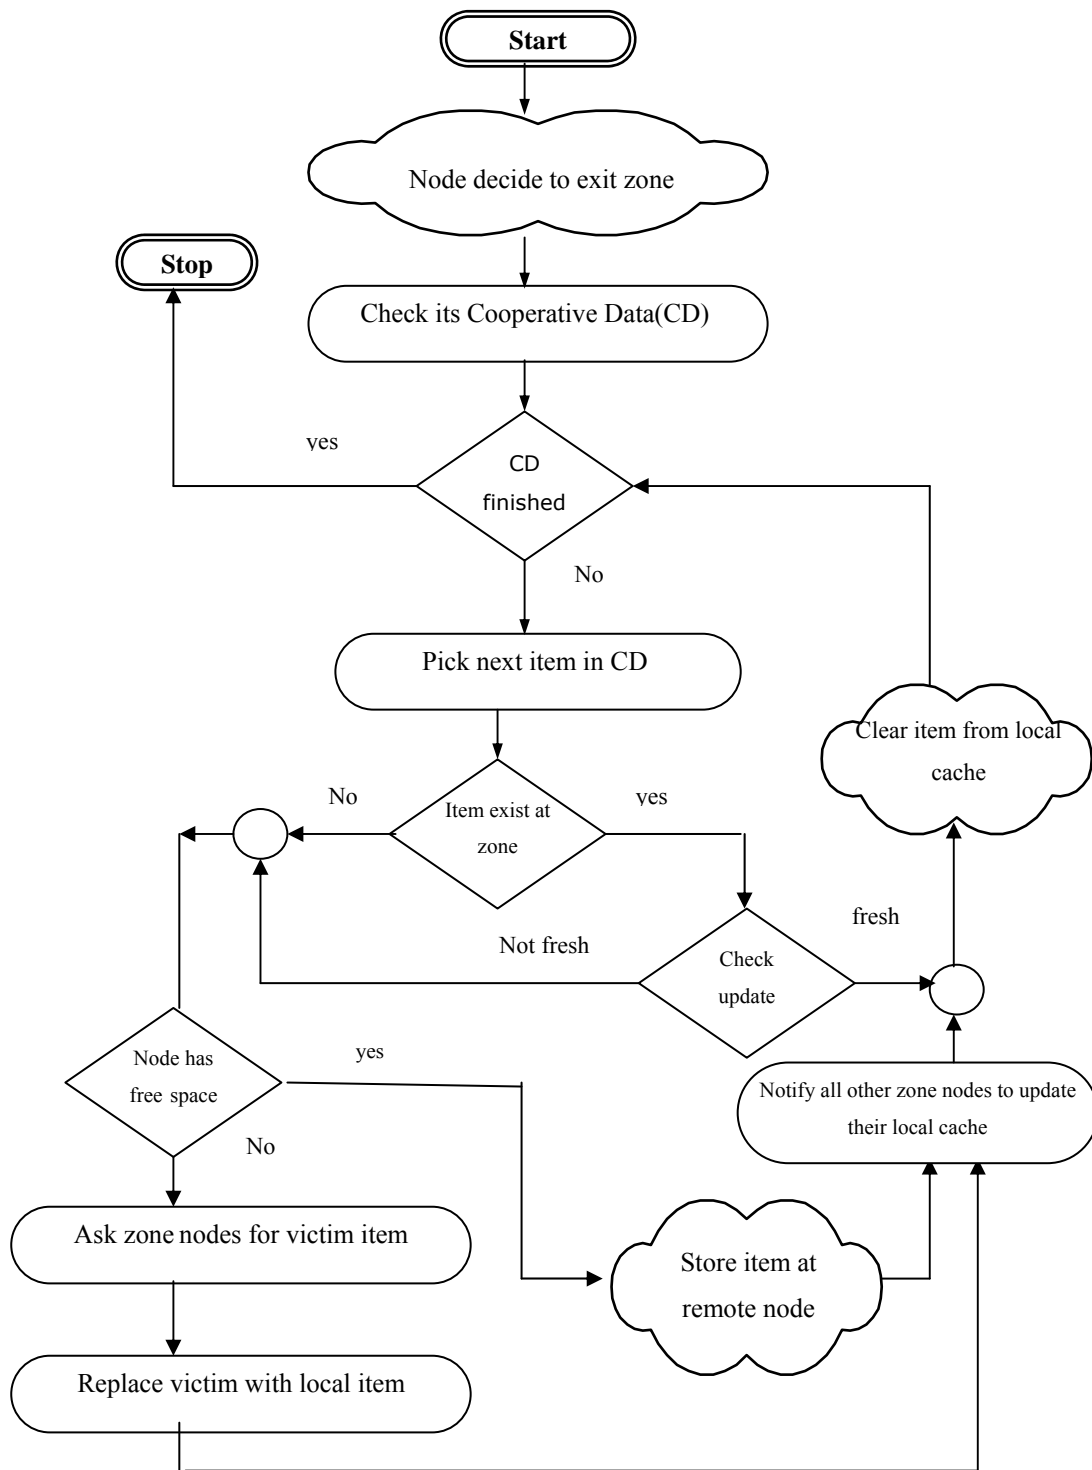 Start
Node decide to exit zone
Stop
Check its Cooperative Data(CD)
yes
CD
finished
No
Pick next item in CD
Clear item from local
cache
No
Item exist at
zone
yes
Not fresh
Check
update
fresh
Node has
free space
yes
No
Notify all other zone nodes to update
their local cache
Ask zone nodes for victim item
Store item at
remote node
Replace victim with local item